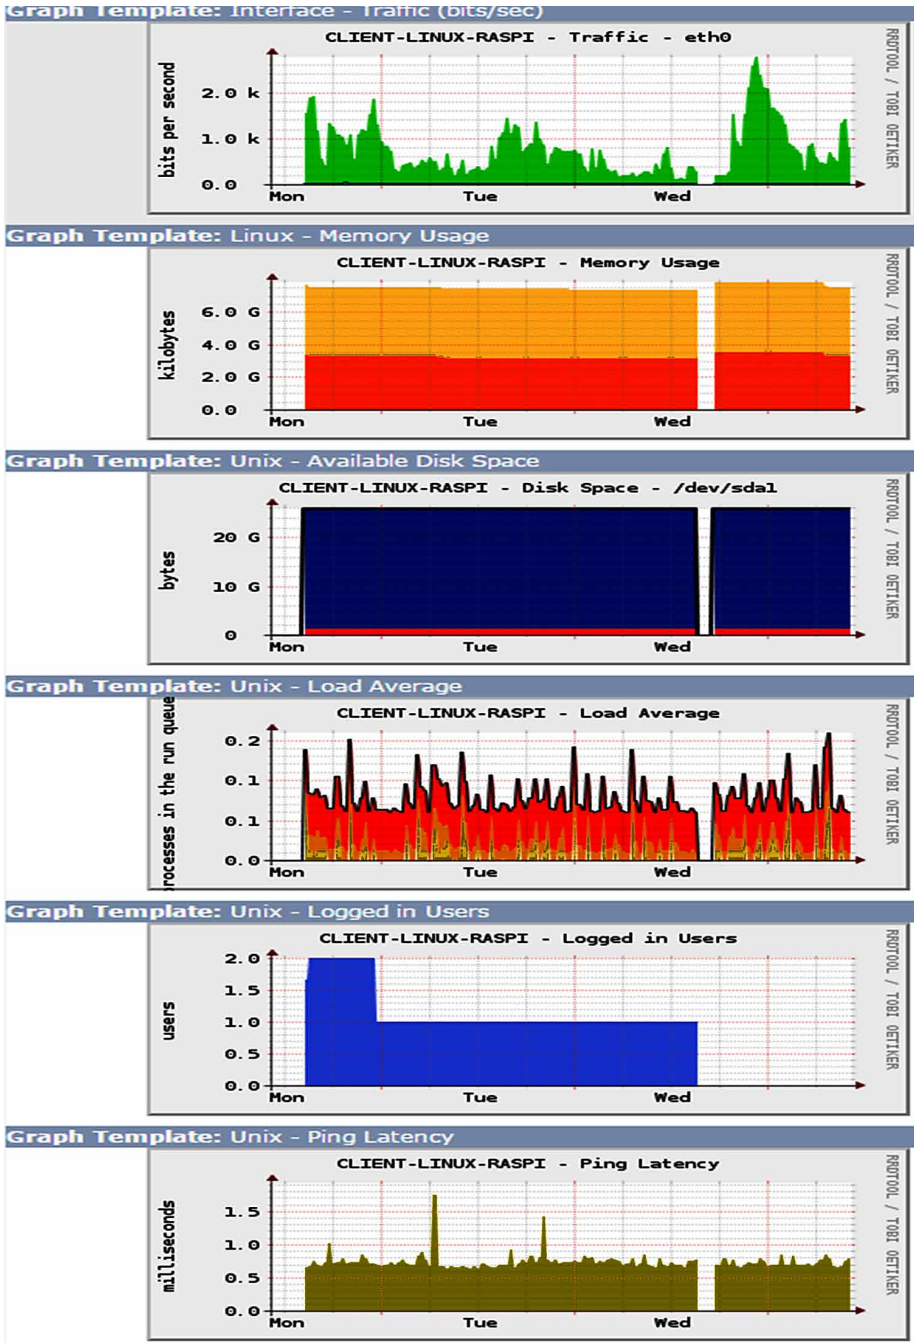 Graph Template: Interface - Traffic (bits/sec)
CLIENT-LINUX-RASPI - Traffic - eth0
bits per second
2.0 k
1.0 k
0.0
Mon Tue Wed
RRDTOOL / TOBI OETIKER
Graph Template: Linux - Memory Usage
CLIENT-LINUX-RASPI - Memory Usage
kilobytes
6.0 G
4.0 G
2.0 G
0.0
Mon Tue Wed
RRDTOOL / TOBI OETIKER
Graph Template: Unix - Available Disk Space
CLIENT-LINUX-RASPI - Disk Space - /dev/sda1
bytes
20 G
10 G
0
Mon Tue Wed
RRDTOOL / TOBI OETIKER
Graph Template: Unix - Load Average
CLIENT-LINUX-RASPI - Load Average
rocesses in the run queue
0.2
0.1
0.1
0.0
Mon Tue Wed
RRDTOOL / TOBI OETIKER
Graph Template: Unix - Logged in Users
CLIENT-LINUX-RASPI - Logged in Users
users
2.0
1.5
1.0
0.5
0.0
Mon Tue Wed
RRDTOOL / TOBI OETIKER
Graph Template: Unix - Ping Latency
CLIENT-LINUX-RASPI - Ping Latency
milliseconds
1.5
1.0
0.5
0.0
Mon Tue Wed
RRDTOOL / TOBI OETIKER